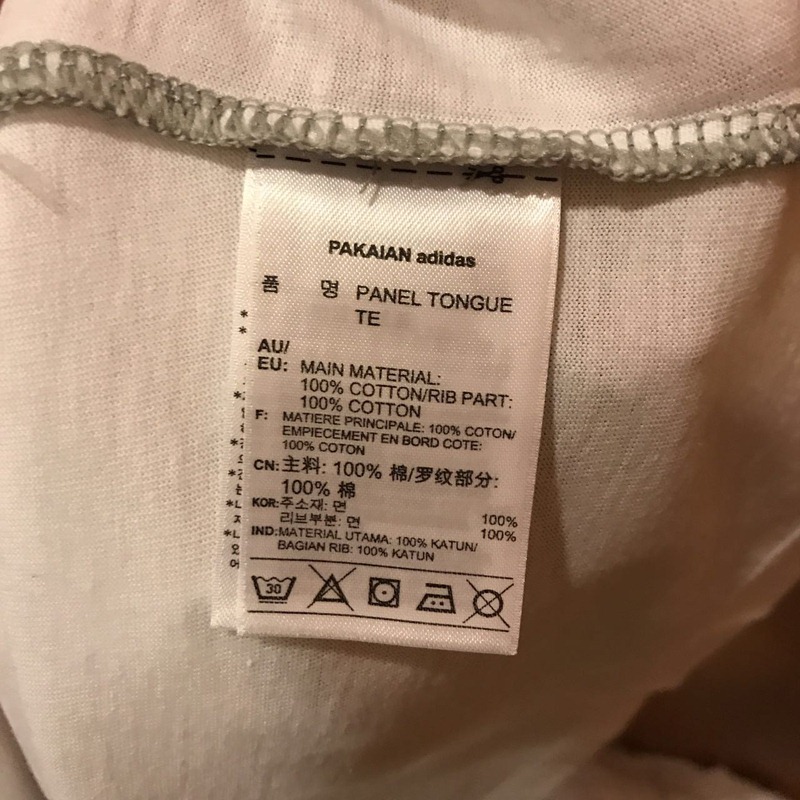 PAKAIAN adidas
품 명 PANEL TONGUE
TE
AU/
EU: MAIN MATERIAL:
100% COTTON/RIB PART:
100% COTTON
F: MATIERE PRINCIPALE: 100% COTON/
EMPIECEMENT EN BORD COTE:
100% COTON
CN: 主料: 100% 棉/罗纹部分:
100% 棉
KOR: 주소재: 면 100%
리브부분: 면 100%
IND: MATERIAL UTAMA: 100% KATUN/
BAGIAN RIB: 100% KATUN
30